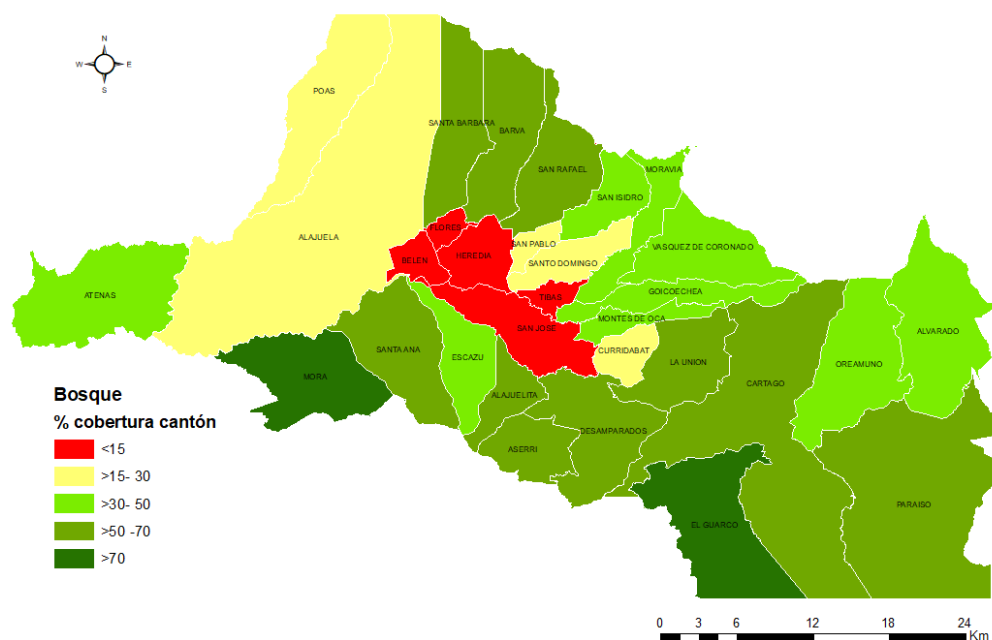 N
W E
S
POAS
SANTA BARBARA
BARVA
SAN RAFAEL
MORAVIA
SAN ISIDRO
FLORES
ALAJUELA
SAN PABLO
VASQUEZ DE CORONADO
HEREDIA
BELEN
SANTO DOMINGO
ATENAS
TIBAS
GOICOECHEA
MONTES DE OCA
SAN JOSE
ALVARADO
SANTA ANA
CURRIDABAT
ESCAZU
LA UNION
OREAMUNO
MORA
CARTAGO
ALAJUELITA
DESAMPARADOS
ASERRI
PARAISO
EL GUARCO
Bosque
% cobertura cantón
<15
>15- 30
>30- 50
>50 -70
>70
0 1.5 3 6 12 18 24
Km